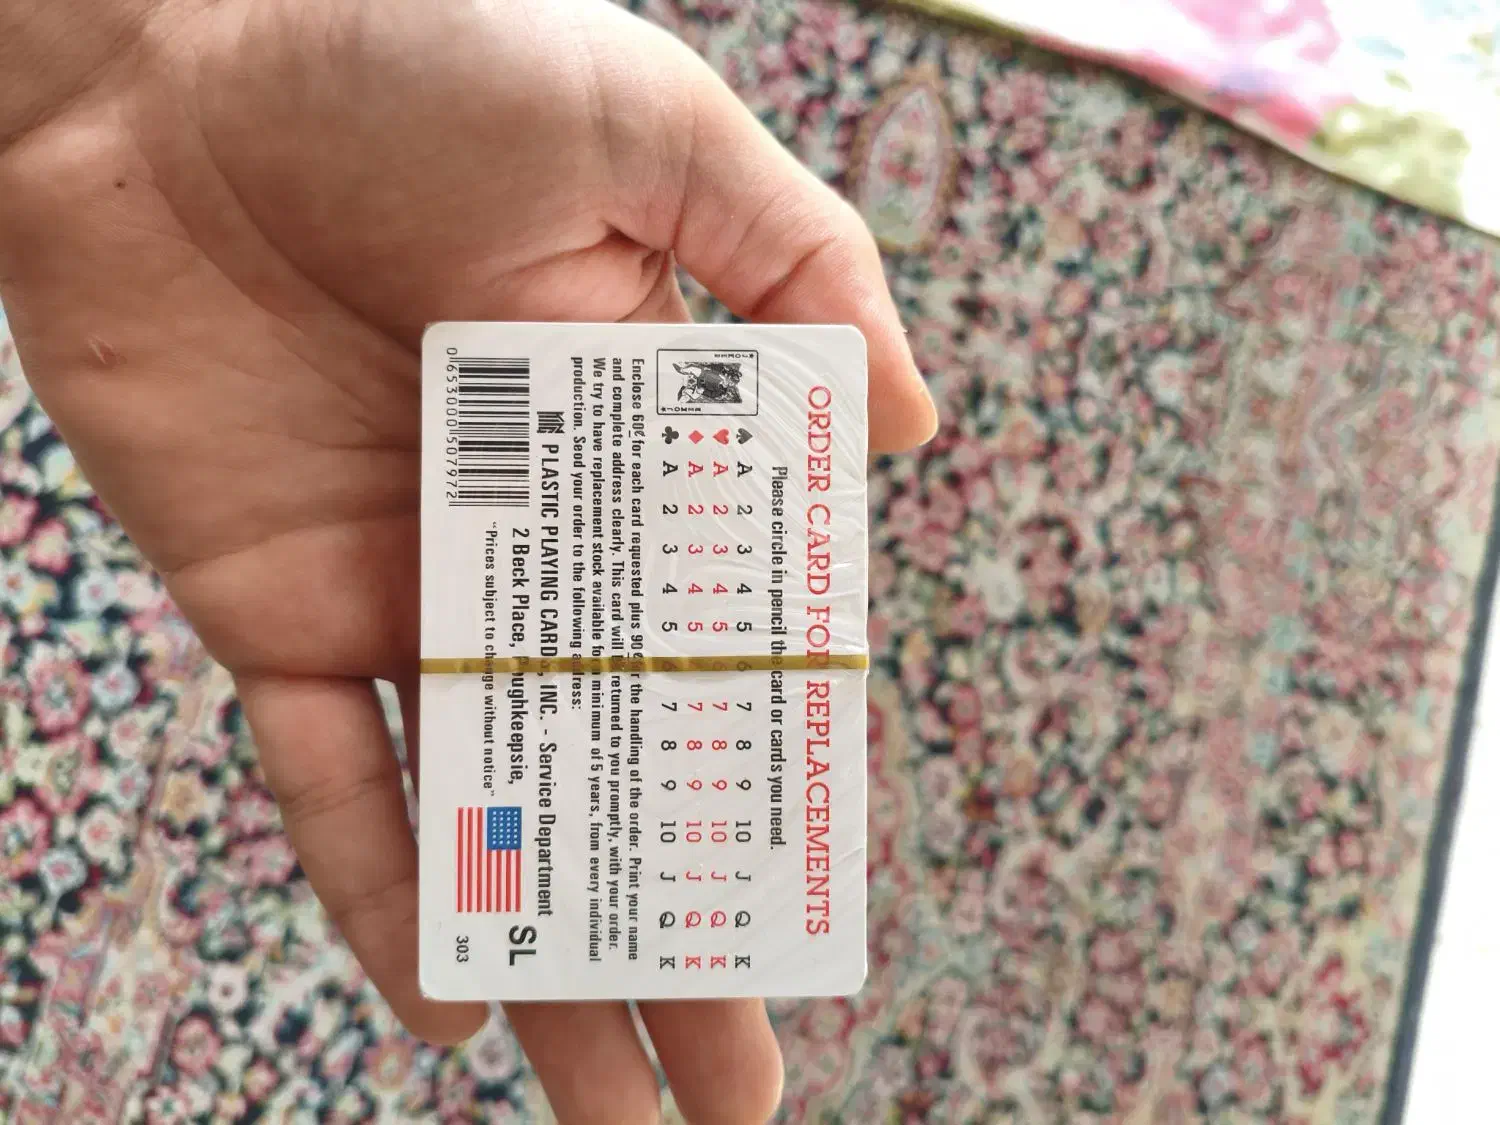 ORDER CARD FOR REPLACEMENTS
Please circle in pencil the card or cards you need.
JOKER
♠ A 2 3 4 5 6 7 8 9 10 J Q K
♥ A 2 3 4 5 6 7 8 9 10 J Q K
♦ A 2 3 4 5 6 7 8 9 10 J Q K
♣ A 2 3 4 5 6 7 8 9 10 J Q K
JOKER
Enclose 60¢ for each card requested plus 90¢ for the handling of the order. Print your name
and complete address clearly. This card will be returned to you promptly, with your order.
We try to have replacement stock available for a minimum of 5 years, from every individual
production. Seod your order to the following address:
PLASTIC PLAYING CARDS, INC. - Service Department
2 Beck Place, Poughkeepsie,
SL
"Prices subject to change without notice"
303
0 65300 50797 2